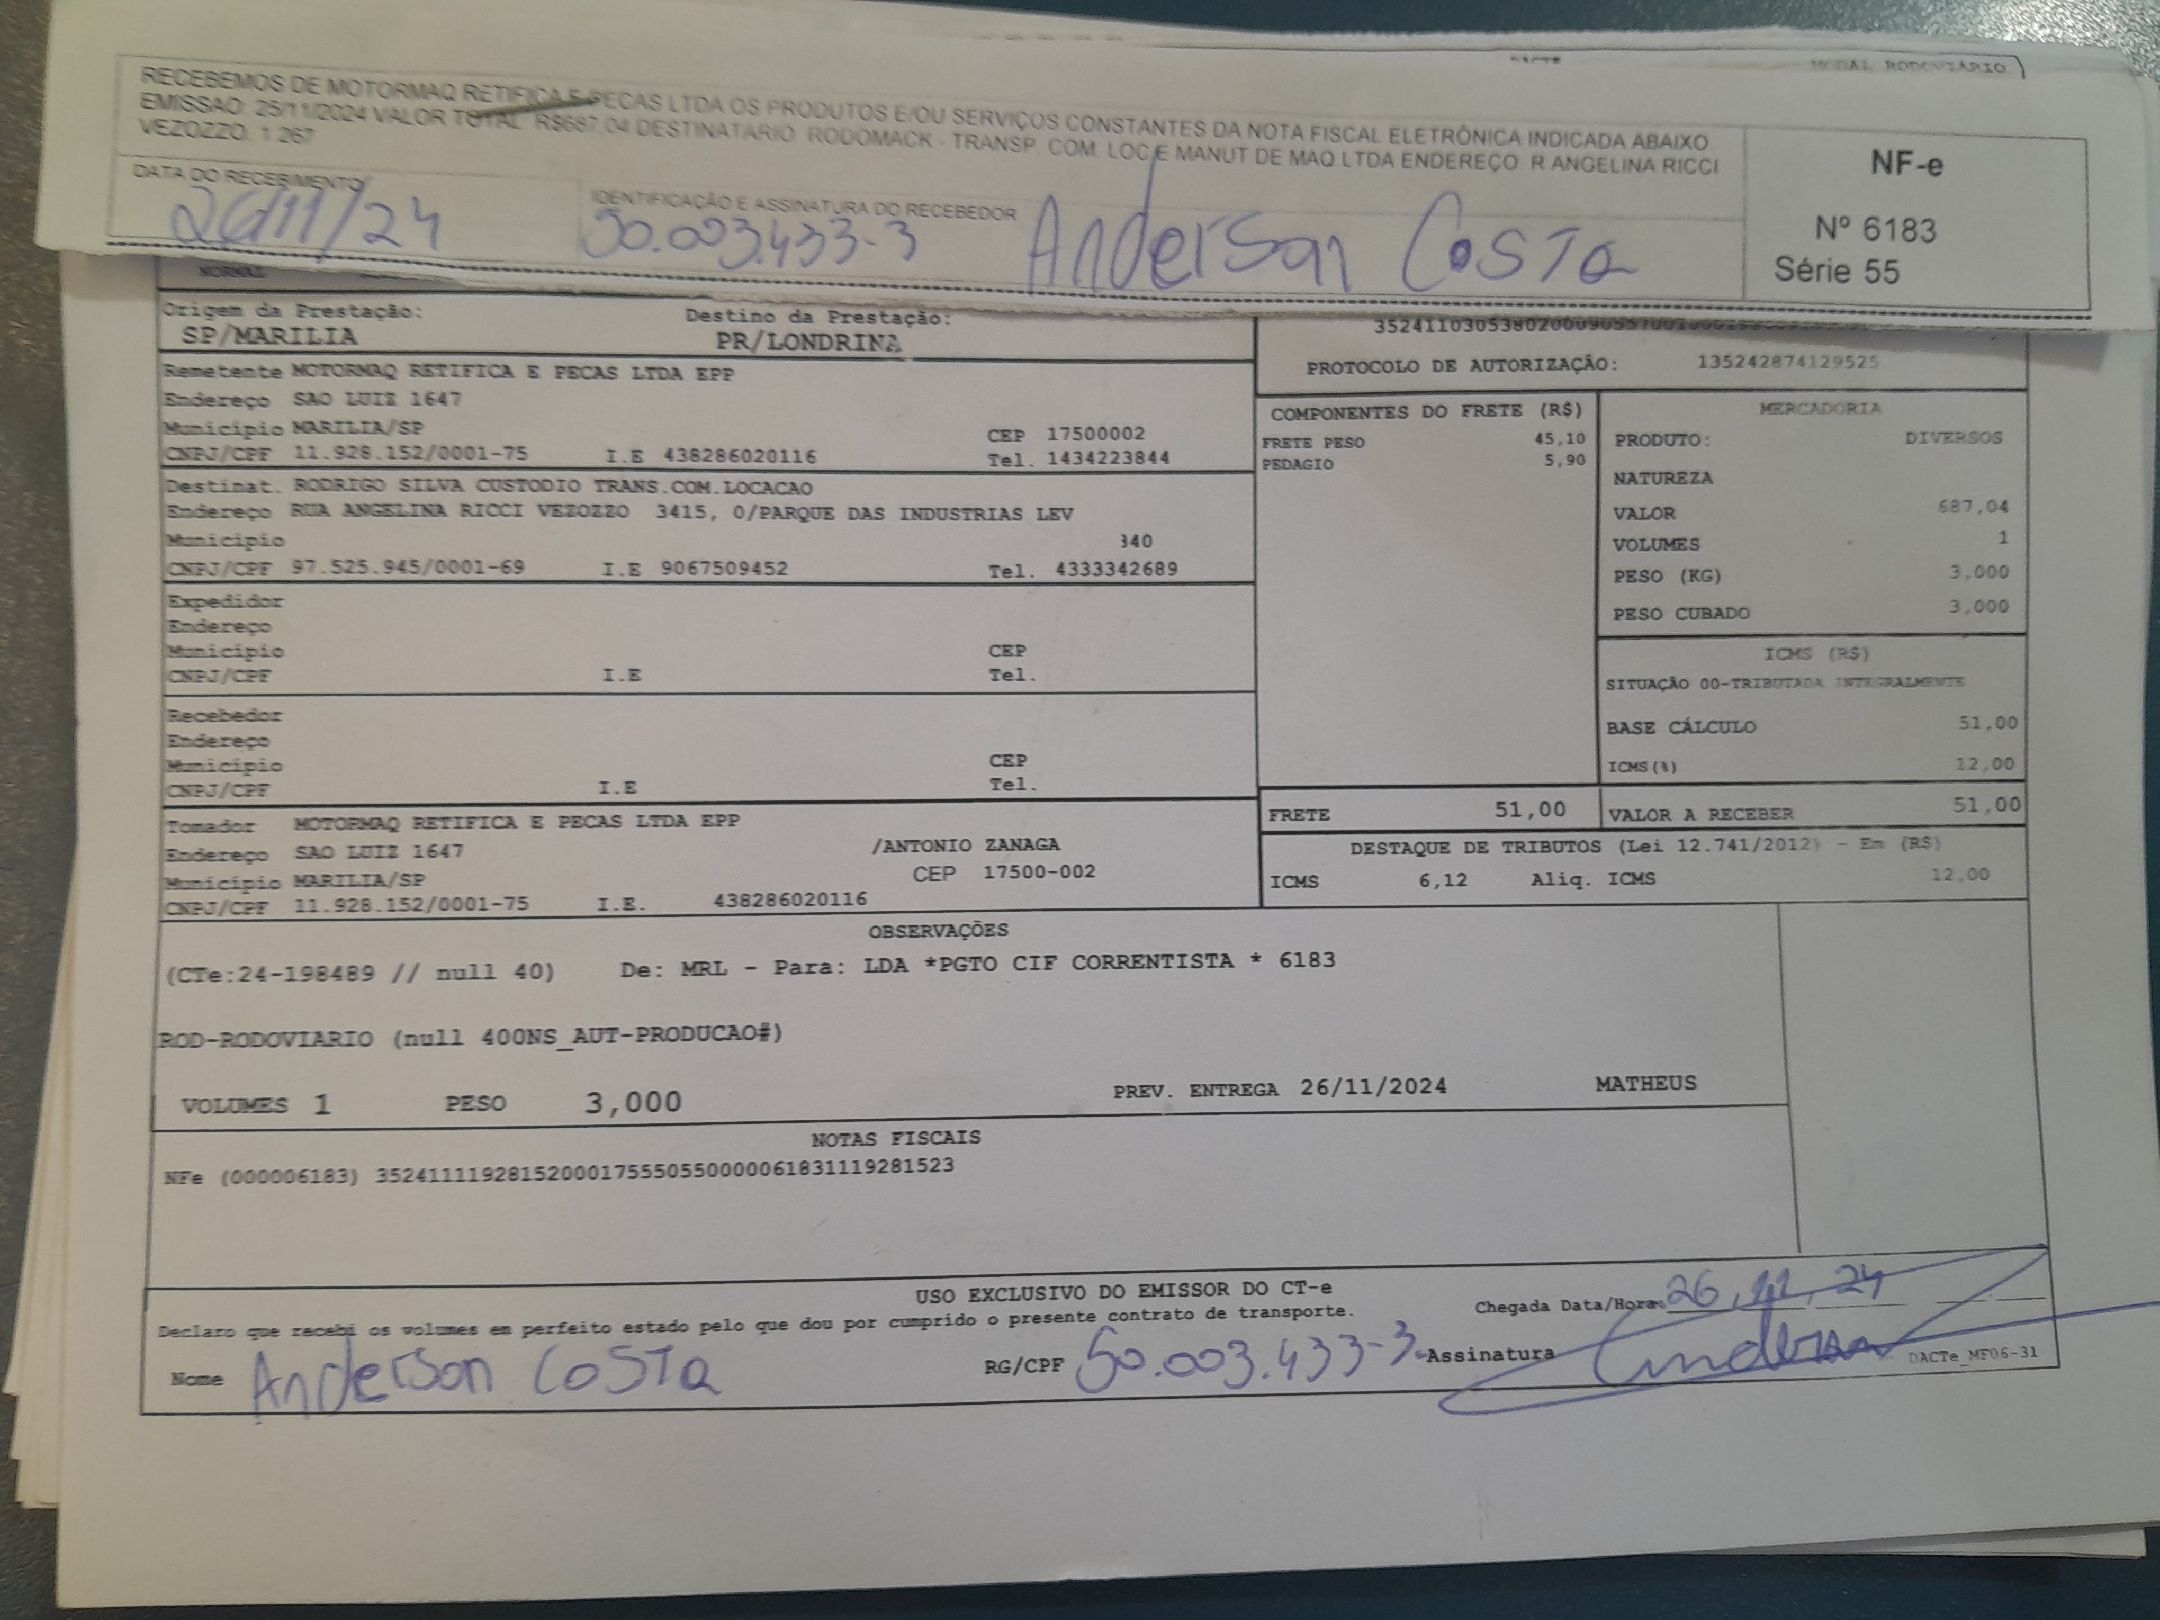 MODAL RODOVIÁRIO
RECEBEMOS DE MOTORMAQ RETIFICA E PECAS LTDA OS PRODUTOS E/OU SERVIÇOS CONSTANTES DA NOTA FISCAL ELETRÔNICA INDICADA ABAIXO
EMISSAO: 25/11/2024 VALOR TOTAL: R$687,04 DESTINATARIO: RODOMACK - TRANSP. COM. LOC E MANUT DE MAQ LTDA ENDEREÇO: R ANGELINA RICCI
VEZOZZO, 1.267
DATA DO RECEBIMENTO
26/11/24
IDENTIFICAÇÃO E ASSINATURA DO RECEBEDOR
50.003.433-3 Anderson Costa
NF-e
Nº 6183
Série 55
NORMAL
Origem da Prestação: Destino da Prestação:
SP/MARILIA PR/LONDRINA
PROTOCOLO DE AUTORIZAÇÃO: 135242874129525
Remetente MOTORMAQ RETIFICA E PECAS LTDA EPP
Endereço SAO LUIZ 1647
Município MARILIA/SP CEP 17500002
CNPJ/CPF 11.928.152/0001-75 I.E 438286020116 Tel. 1434223844
Destinat. RODRIGO SILVA CUSTODIO TRANS.COM.LOCACAO
Endereço RUA ANGELINA RICCI VEZOZZO 3415, 0/PARQUE DAS INDUSTRIAS LEV
Município 340
CNPJ/CPF 97.525.945/0001-69 I.E 9067509452 Tel. 4333342689
Expedidor
Endereço
Município CEP
CNPJ/CPF I.E Tel.
Recebedor
Endereço
Município CEP
CNPJ/CPF I.E Tel.
Tomador MOTORMAQ RETIFICA E PECAS LTDA EPP
Endereço SAO LUIZ 1647 /ANTONIO ZANAGA
Município MARILIA/SP CEP 17500-002
CNPJ/CPF 11.928.152/0001-75 I.E. 438286020116
COMPONENTES DO FRETE (R$)
FRETE PESO 45,10
PEDAGIO 5,90
MERCADORIA
PRODUTO: DIVERSOS
NATUREZA
VALOR 687,04
VOLUMES 1
PESO (KG) 3,000
PESO CUBADO 3,000
ICMS (R$)
SITUAÇÃO 00-TRIBUTADA INTEGRALMENTE
BASE CÁLCULO 51,00
ICMS(%) 12,00
FRETE 51,00 VALOR A RECEBER 51,00
DESTAQUE DE TRIBUTOS (Lei 12.741/2012) - Em (R$)
ICMS 6,12 Aliq. ICMS 12,00
OBSERVAÇÕES
(CTe:24-198489 // null 40) De: MRL - Para: LDA *PGTO CIF CORRENTISTA * 6183
ROD-RODOVIARIO (null 400NS_AUT-PRODUCAO#)
VOLUMES 1 PESO 3,000 PREV. ENTREGA 26/11/2024 MATHEUS
NOTAS FISCAIS
NFe (000006183) 35241111928152000175550550000061831119281523
USO EXCLUSIVO DO EMISSOR DO CT-e
Declaro que recebi os volumes em perfeito estado pelo que dou por cumprido o presente contrato de transporte. Chegada Data/Hora 26,11,24
Nome Anderson Costa RG/CPF 50.003.433-3 Assinatura Anderson DACTe_MF06-31